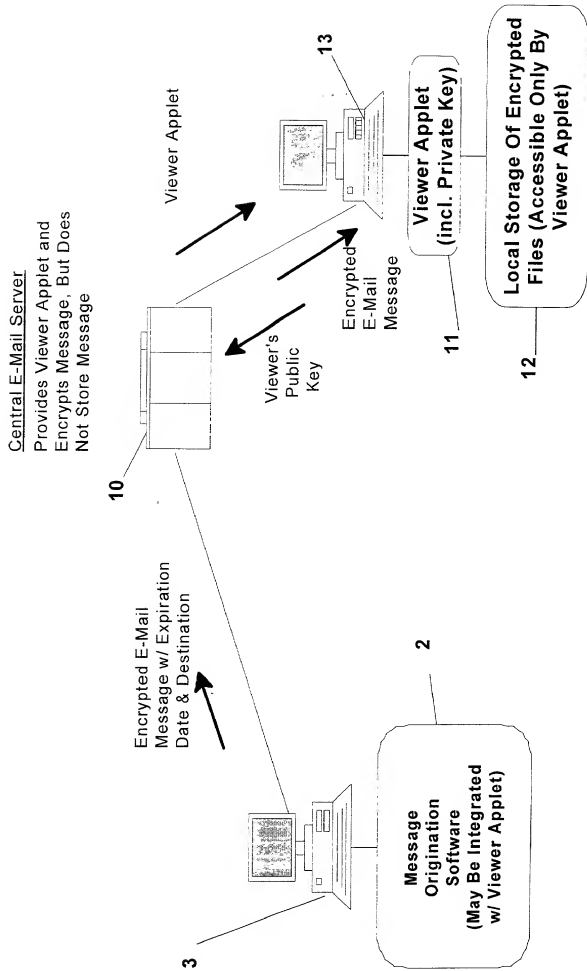 Central E-Mail Server
Provides Viewer Applet and
Encrypts Message, But Does
Not Store Message
10
Viewer Applet
Encrypted E-Mail
Message w/ Expiration
Date & Destination
Viewer's
Public
Key
Encrypted
E-Mail
Message
13
3
2
Message
Origination
Software
(May Be Integrated
w/ Viewer Applet)
11
Viewer Applet
(incl. Private Key)
12
Local Storage Of Encrypted
Files (Accessible Only By
Viewer Applet)